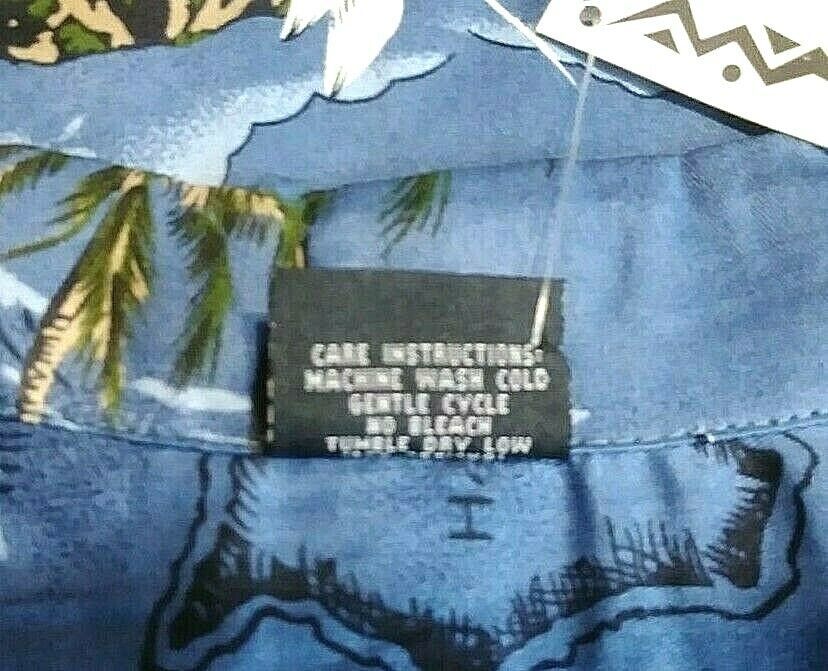 CARE INSTRUCTIONS:
MACHINE WASH COLD
GENTLE CYCLE
NO BLEACH
TUMBLE DRY LOW
H